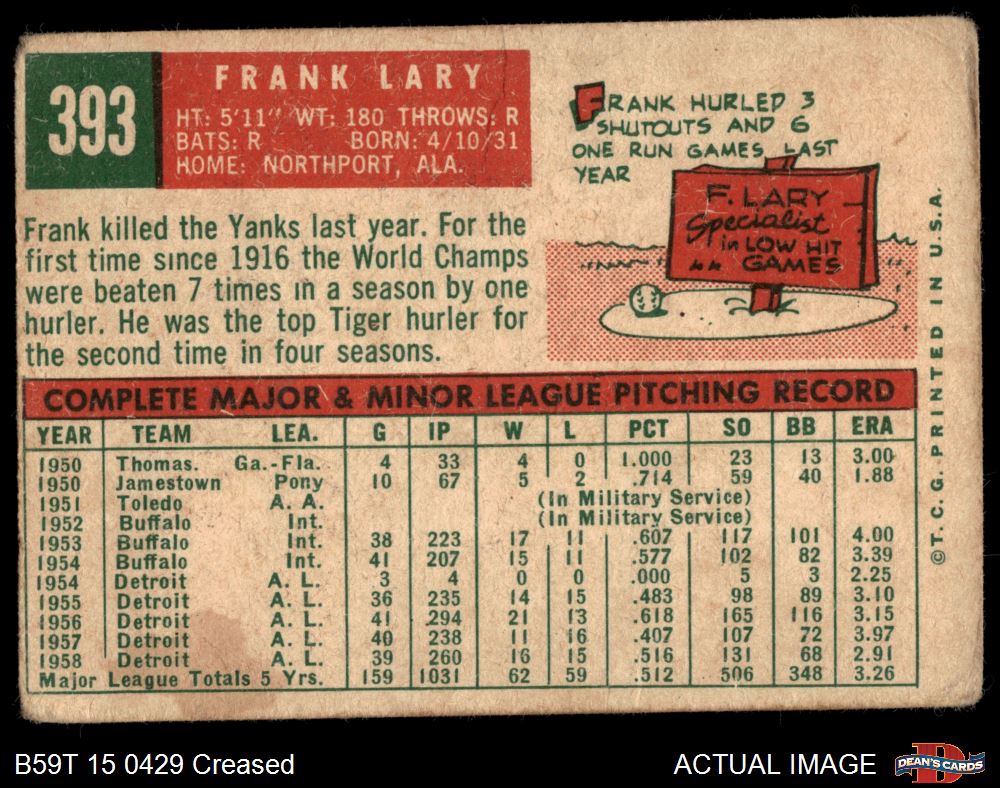 393
FRANK LARY
HT: 5'11" WT: 180 THROWS: R
BATS: R BORN: 4/10/31
HOME: NORTHPORT, ALA.
FRANK HURLED 3
SHUTOUTS AND 6
ONE RUN GAMES LAST
YEAR
F. LARY
Specialist
in LOW HIT
GAMES
Frank killed the Yanks last year. For the
first time since 1916 the World Champs
were beaten 7 times in a season by one
hurler. He was the top Tiger hurler for
the second time in four seasons.
COMPLETE MAJOR & MINOR LEAGUE PITCHING RECORD
YEAR TEAM LEA. G IP W L PCT SO BB ERA
1950 Thomas. Ga.-Fla. 4 33 4 0 1.000 23 13 3.00
1950 Jamestown Pony 10 67 5 2 .714 59 40 1.88
1951 Toledo A. A. (In Military Service)
1952 Buffalo Int. (In Military Service)
1953 Buffalo Int. 38 223 17 11 .607 117 101 4.00
1954 Buffalo Int. 41 207 15 11 .577 102 82 3.39
1954 Detroit A. L. 3 4 0 0 .000 5 3 2.25
1955 Detroit A. L. 36 235 14 15 .483 98 89 3.10
1956 Detroit A. L. 41 294 21 13 .618 165 116 3.15
1957 Detroit A. L. 40 238 11 16 .407 107 72 3.97
1958 Detroit A. L. 39 260 16 15 .516 131 68 2.91
Major League Totals 5 Yrs. 159 1031 62 59 .512 506 348 3.26
©T.C.G. PRINTED IN U.S.A.
B59T 15 0429 Creased
ACTUAL IMAGE
DEAN'S CARDS